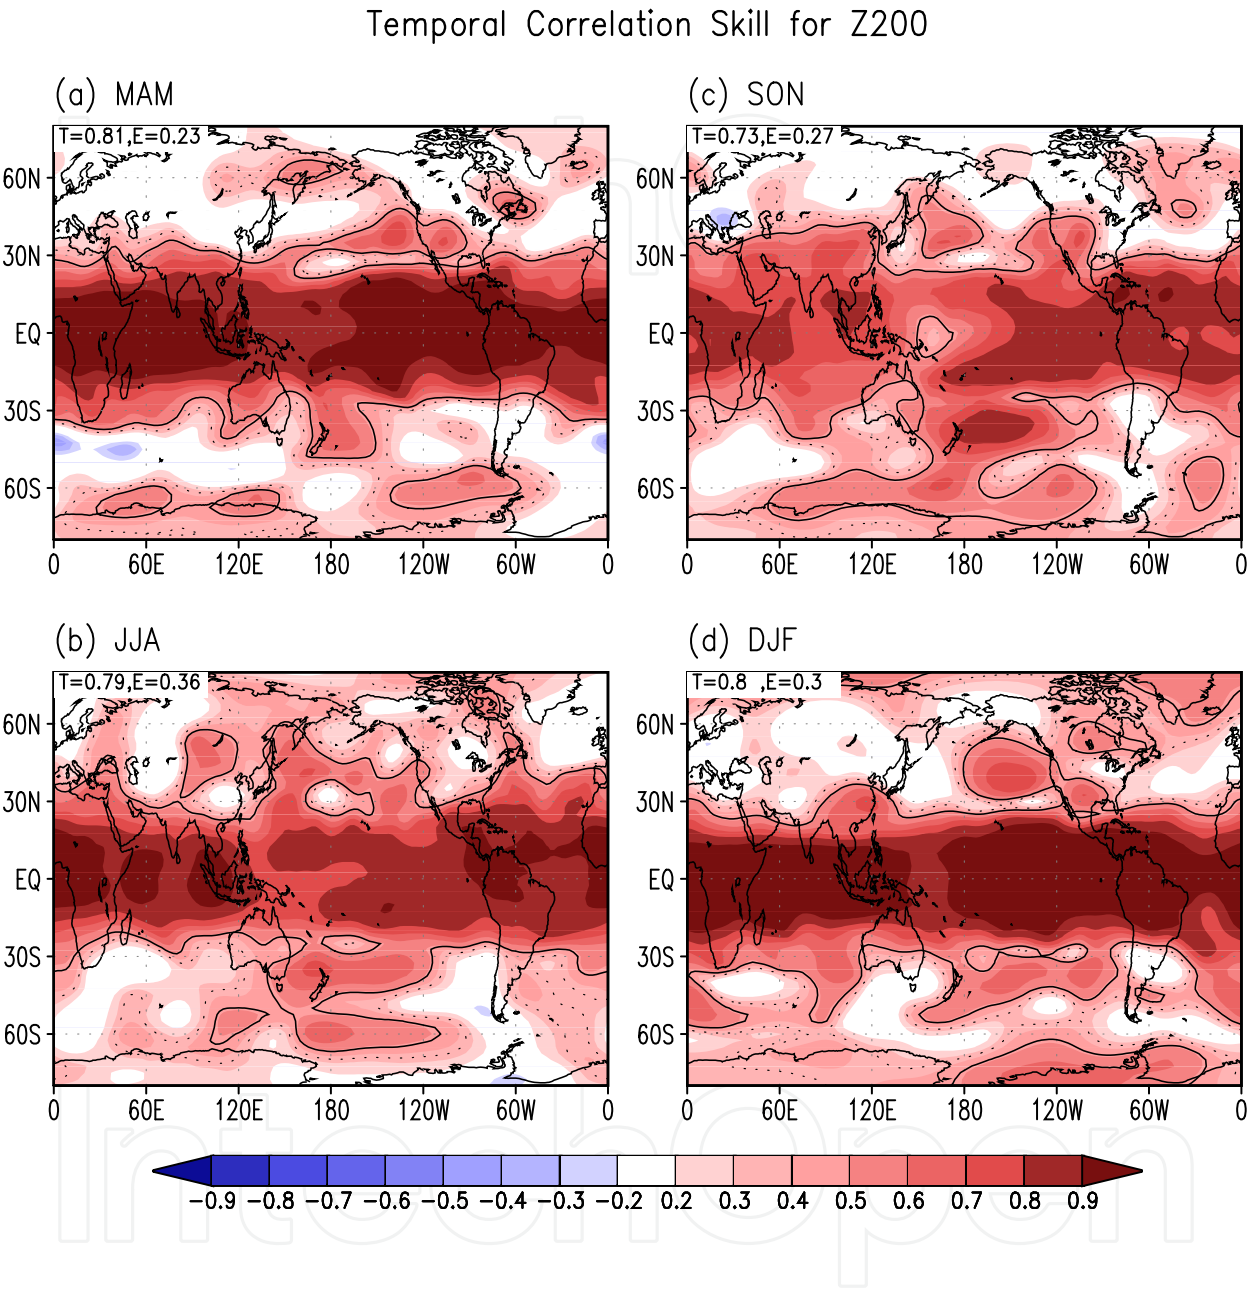 Temporal Correlation Skill for Z200
(a) MAM
T=0.81,E=0.23
60N
30N
EQ
30S
60S
0 60E 120E 180 120W 60W 0
(c) SON
T=0.73,E=0.27
60N
30N
EQ
30S
60S
0 60E 120E 180 120W 60W 0
(b) JJA
T=0.79,E=0.36
60N
30N
EQ
30S
60S
0 60E 120E 180 120W 60W 0
(d) DJF
T=0.8 ,E=0.3
60N
30N
EQ
30S
60S
0 60E 120E 180 120W 60W 0
-0.9 -0.8 -0.7 -0.6 -0.5 -0.4 -0.3 -0.2 0.2 0.3 0.4 0.5 0.6 0.7 0.8 0.9
IntechOpen